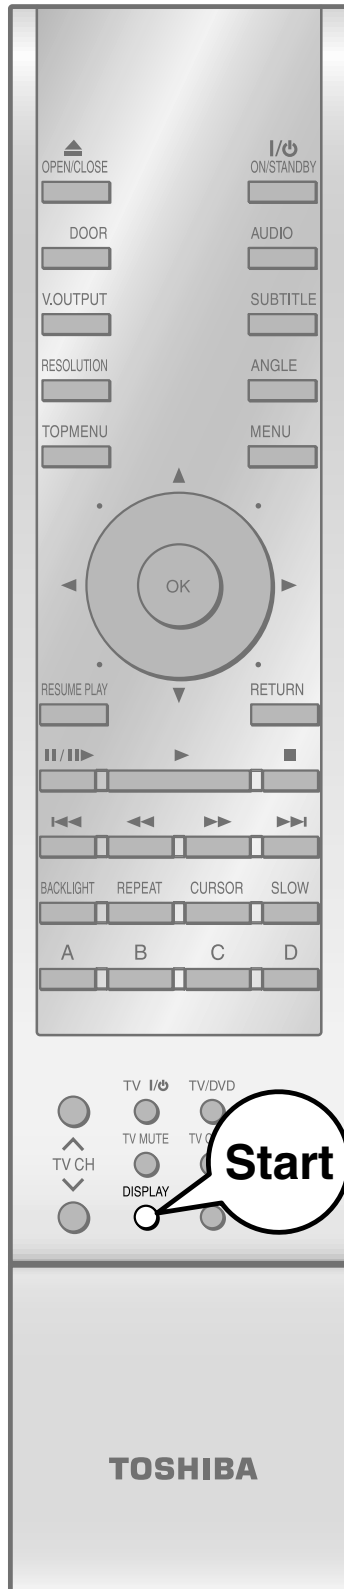 I/⏻
OPEN/CLOSE ON/STANDBY
DOOR AUDIO
V.OUTPUT SUBTITLE
RESOLUTION ANGLE
TOPMENU MENU
OK
RESUME PLAY RETURN
BACKLIGHT REPEAT CURSOR SLOW
A B C D
TV I/⏻ TV/DVD
TV MUTE TV
TV CH
Start
DISPLAY
TOSHIBA